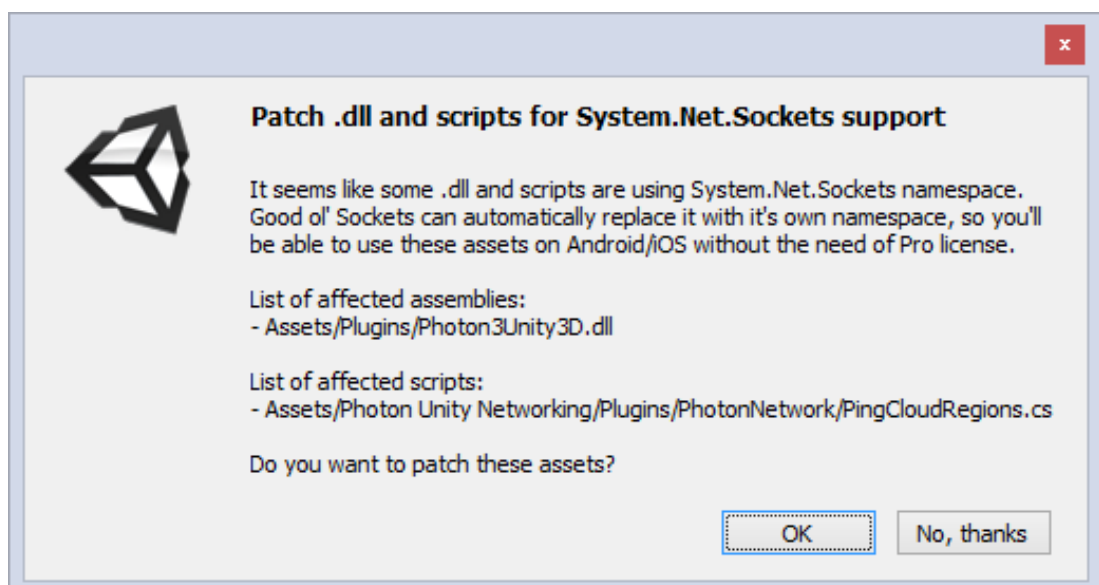 x
Patch .dll and scripts for System.Net.Sockets support
It seems like some .dll and scripts are using System.Net.Sockets namespace.
Good ol' Sockets can automatically replace it with it's own namespace, so you'll
be able to use these assets on Android/iOS without the need of Pro license.
List of affected assemblies:
- Assets/Plugins/Photon3Unity3D.dll
List of affected scripts:
- Assets/Photon Unity Networking/Plugins/PhotonNetwork/PingCloudRegions.cs
Do you want to patch these assets?
OK
No, thanks